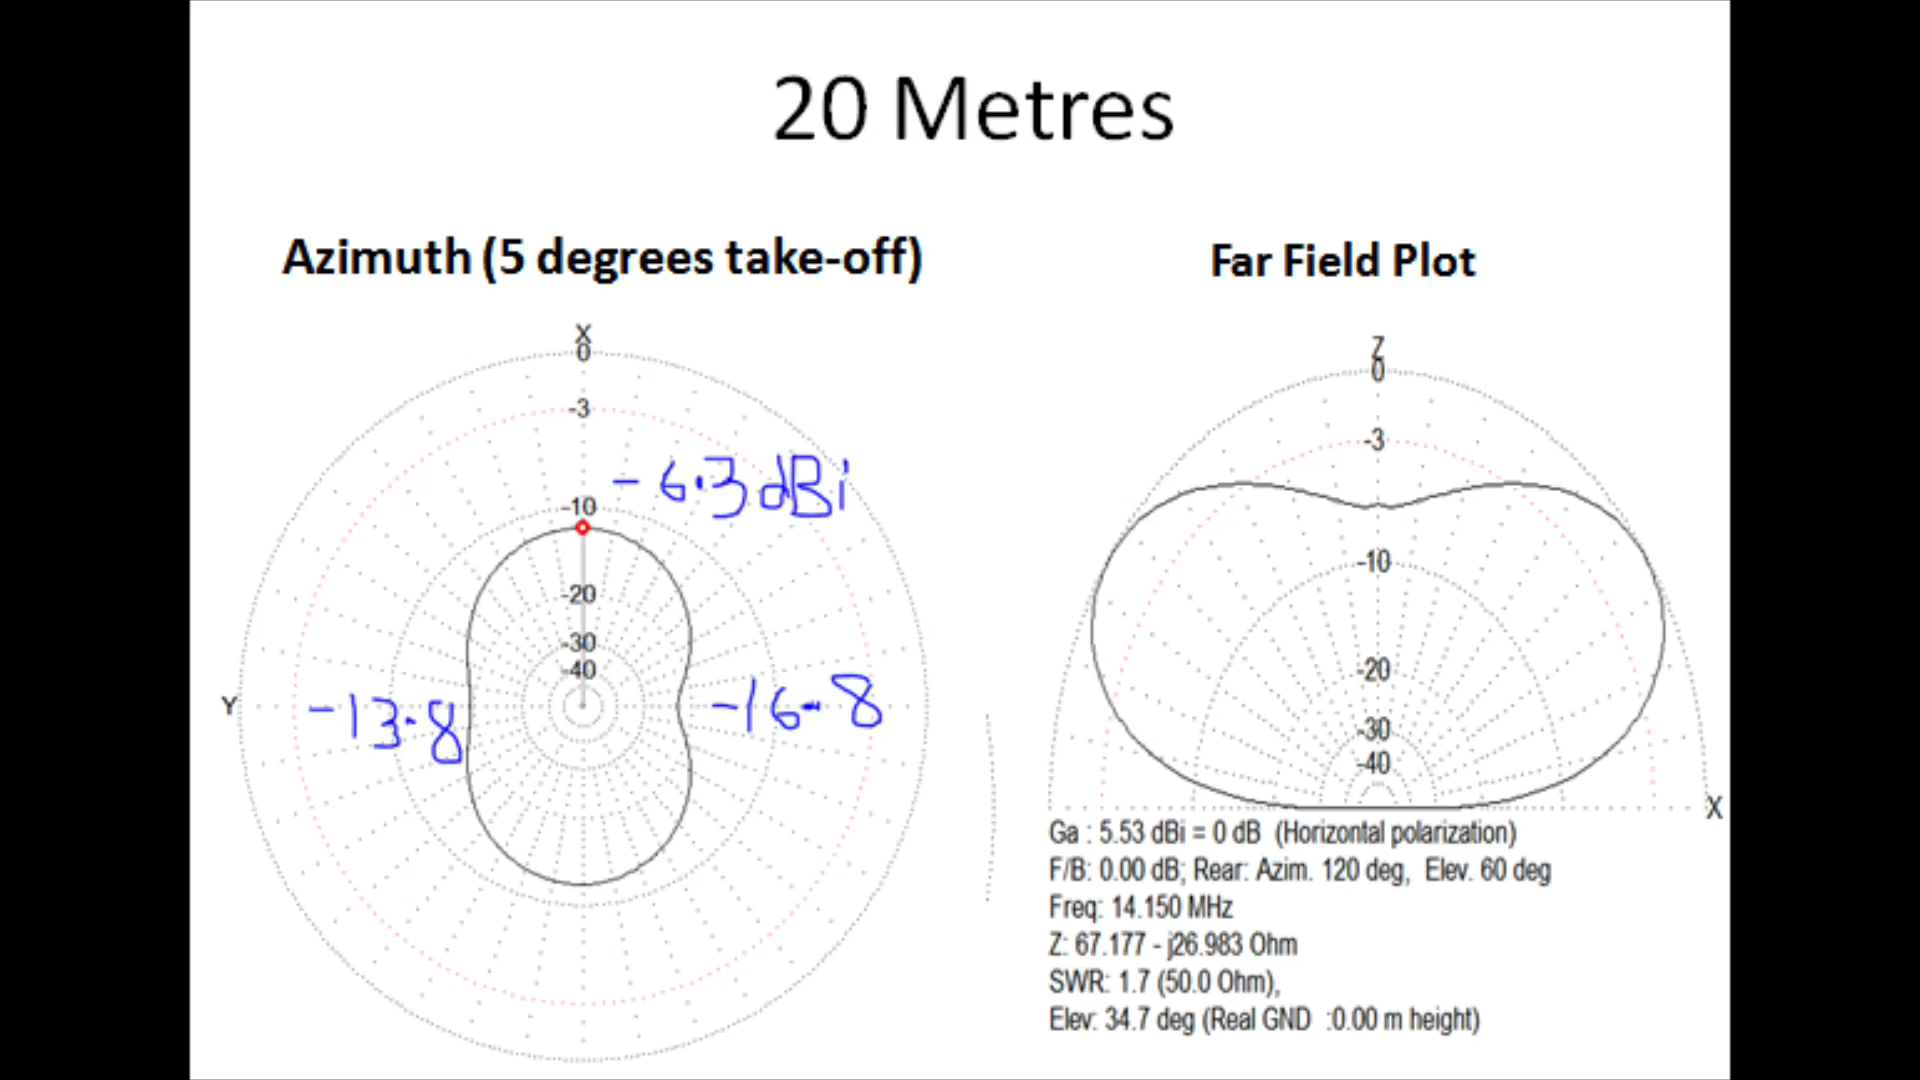 20 Metres
Azimuth (5 degrees take-off)
Far Field Plot
X
0
-3
-6.3 dBi
-10
-20
-30
-40
Y
-13.8
-16.8
Z
0
-3
-10
-20
-30
-40
X
Ga : 5.53 dBi = 0 dB (Horizontal polarization)
F/B: 0.00 dB; Rear: Azim. 120 deg, Elev. 60 deg
Freq: 14.150 MHz
Z: 67.177 - j26.983 Ohm
SWR: 1.7 (50.0 Ohm),
Elev: 34.7 deg (Real GND :0.00 m height)